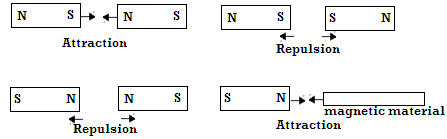 N S N S
Attraction
N S S N
Repulsion
S N N S
Repulsion
S N
magnetic material
Attraction